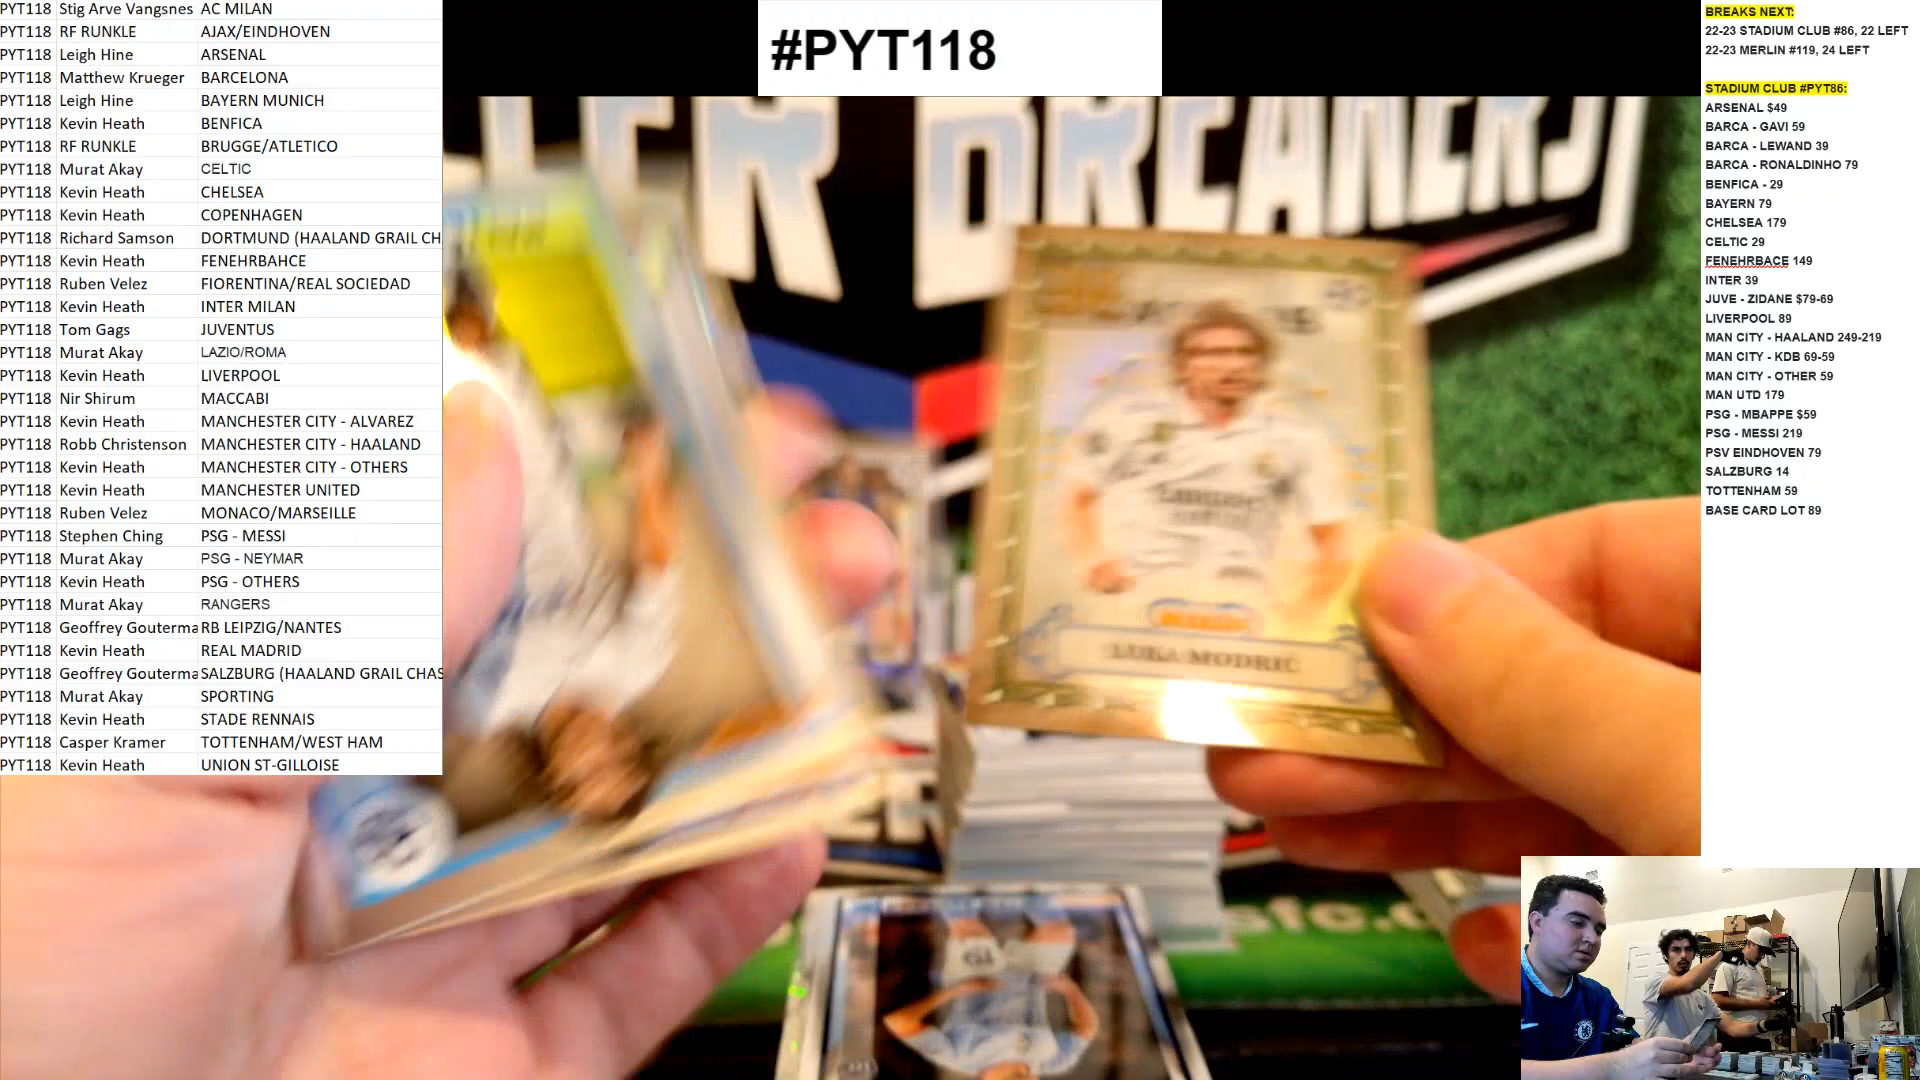 PYT118 Stig Arve Vangsnes AC MILAN
PYT118 RF RUNKLE AJAX/EINDHOVEN
PYT118 Leigh Hine ARSENAL
PYT118 Matthew Krueger BARCELONA
PYT118 Leigh Hine BAYERN MUNICH
PYT118 Kevin Heath BENFICA
PYT118 RF RUNKLE BRUGGE/ATLETICO
PYT118 Murat Akay CELTIC
PYT118 Kevin Heath CHELSEA
PYT118 Kevin Heath COPENHAGEN
PYT118 Richard Samson DORTMUND (HAALAND GRAIL CH
PYT118 Kevin Heath FENEHRBAHCE
PYT118 Ruben Velez FIORENTINA/REAL SOCIEDAD
PYT118 Kevin Heath INTER MILAN
PYT118 Tom Gags JUVENTUS
PYT118 Murat Akay LAZIO/ROMA
PYT118 Kevin Heath LIVERPOOL
PYT118 Nir Shirum MACCABI
PYT118 Kevin Heath MANCHESTER CITY - ALVAREZ
PYT118 Robb Christenson MANCHESTER CITY - HAALAND
PYT118 Kevin Heath MANCHESTER CITY - OTHERS
PYT118 Kevin Heath MANCHESTER UNITED
PYT118 Ruben Velez MONACO/MARSEILLE
PYT118 Stephen Ching PSG - MESSI
PYT118 Murat Akay PSG - NEYMAR
PYT118 Kevin Heath PSG - OTHERS
PYT118 Murat Akay RANGERS
PYT118 Geoffrey Gouterma RB LEIPZIG/NANTES
PYT118 Kevin Heath REAL MADRID
PYT118 Geoffrey Gouterma SALZBURG (HAALAND GRAIL CHAS
PYT118 Murat Akay SPORTING
PYT118 Kevin Heath STADE RENNAIS
PYT118 Casper Kramer TOTTENHAM/WEST HAM
PYT118 Kevin Heath UNION ST-GILLOISE
#PYT118
BREAKERS
LUKA MODRIĆ
BREAKS NEXT:
22-23 STADIUM CLUB #86, 22 LEFT
22-23 MERLIN #119, 24 LEFT
STADIUM CLUB #PYT86:
ARSENAL $49
BARCA - GAVI 59
BARCA - LEWAND 39
BARCA - RONALDINHO 79
BENFICA - 29
BAYERN 79
CHELSEA 179
CELTIC 29
FENEHRBACE 149
INTER 39
JUVE - ZIDANE $79-69
LIVERPOOL 89
MAN CITY - HAALAND 249-219
MAN CITY - KDB 69-59
MAN CITY - OTHER 59
MAN UTD 179
PSG - MBAPPE $59
PSG - MESSI 219
PSV EINDHOVEN 79
SALZBURG 14
TOTTENHAM 59
BASE CARD LOT 89